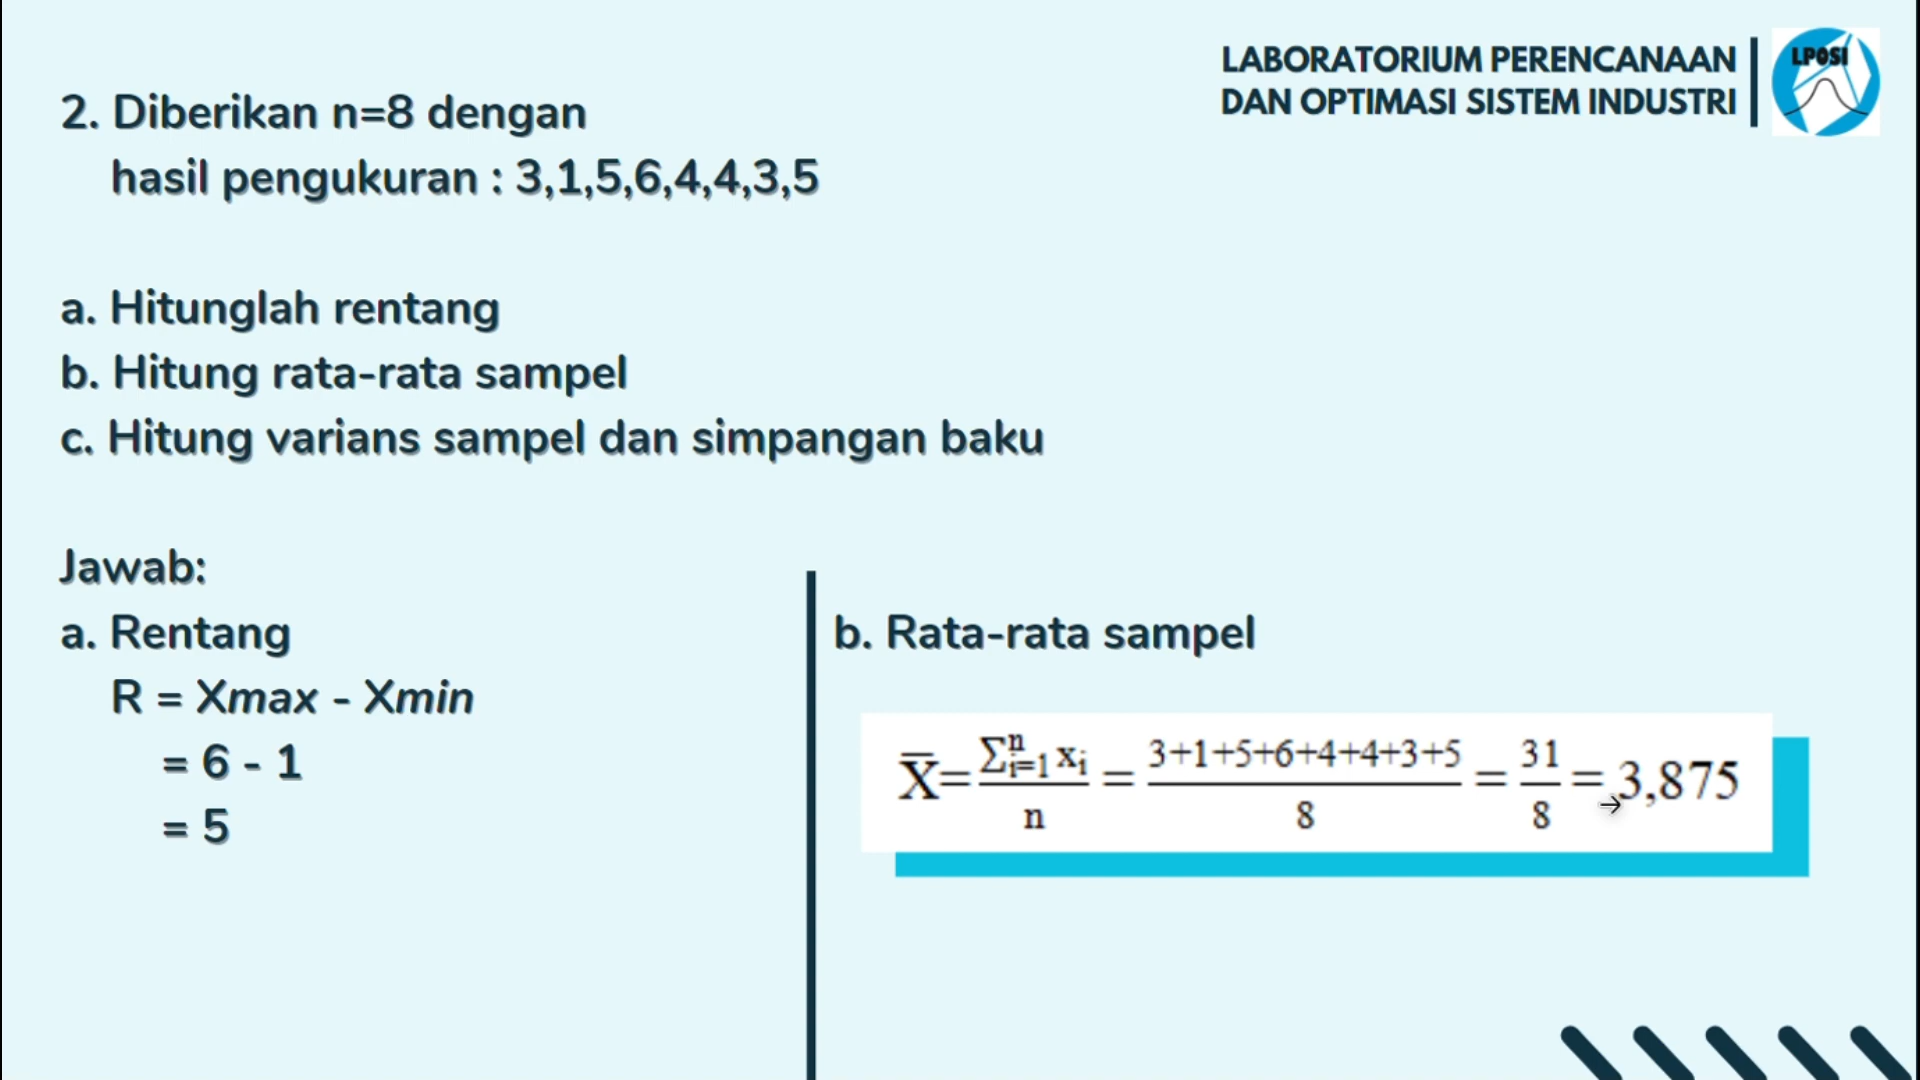 LABORATORIUM PERENCANAAN
DAN OPTIMASI SISTEM INDUSTRI
LPOSI
2. Diberikan n=8 dengan
hasil pengukuran : 3,1,5,6,4,4,3,5
a. Hitunglah rentang
b. Hitung rata-rata sampel
c. Hitung varians sampel dan simpangan baku
Jawab:
a. Rentang
R = Xmax - Xmin
= 6 - 1
= 5
b. Rata-rata sampel
X̅ = ∑ⁿᵢ₌₁ xᵢ / n = 3+1+5+6+4+4+3+5 / 8 = 31 / 8 = 3,875